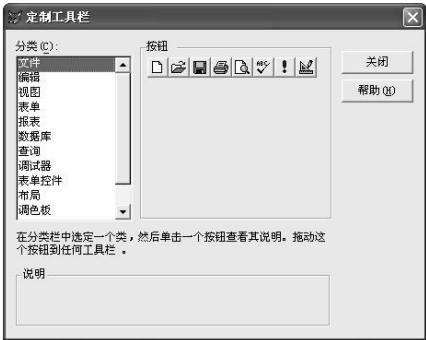 定制工具栏
分类(C):
文件
编辑
视图
表单
报表
数据库
查询
调试器
表单控件
布局
调色板
按钮
ABC
关闭
帮助(H)
在分类栏中选定一个类，然后单击一个按钮查看其说明。拖动这
个按钮到任何工具栏 。
说明